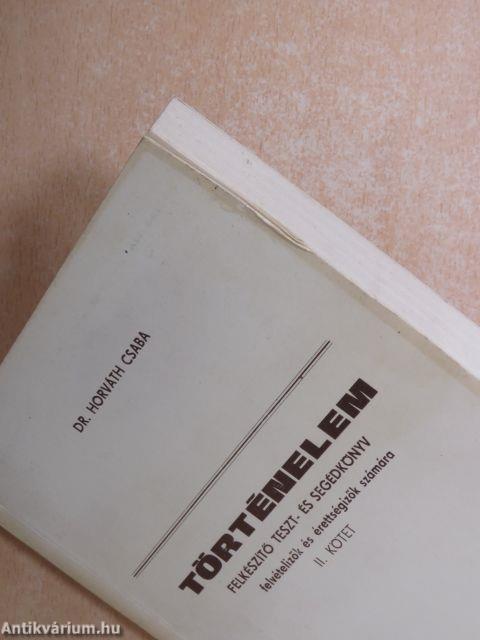 DR. HORVÁTH CSABA
TÖRTÉNELEM
FELKÉSZÍTŐ TESZT- ÉS SEGÉDKÖNYV
felvételizők és érettségizők számára
II. KÖTET
Antikvárium.hu